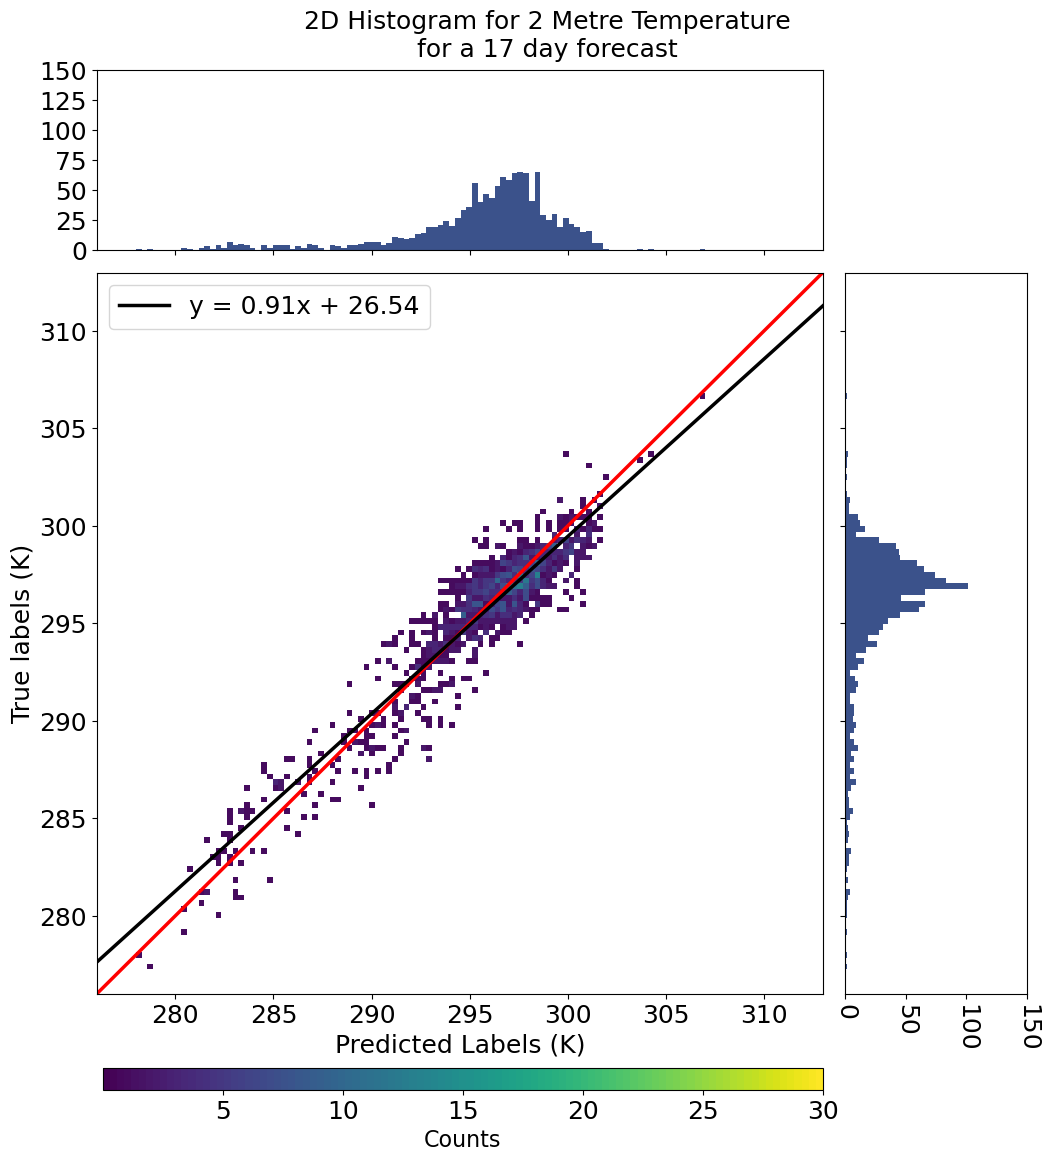 2D Histogram for 2 Metre Temperature
for a 17 day forecast
150
125
100
75
50
25
0
y = 0.91x + 26.54
310
305
300
295
290
285
280
True labels (K)
280 285 290 295 300 305 310
Predicted Labels (K)
0 50 100 150
5 10 15 20 25 30
Counts